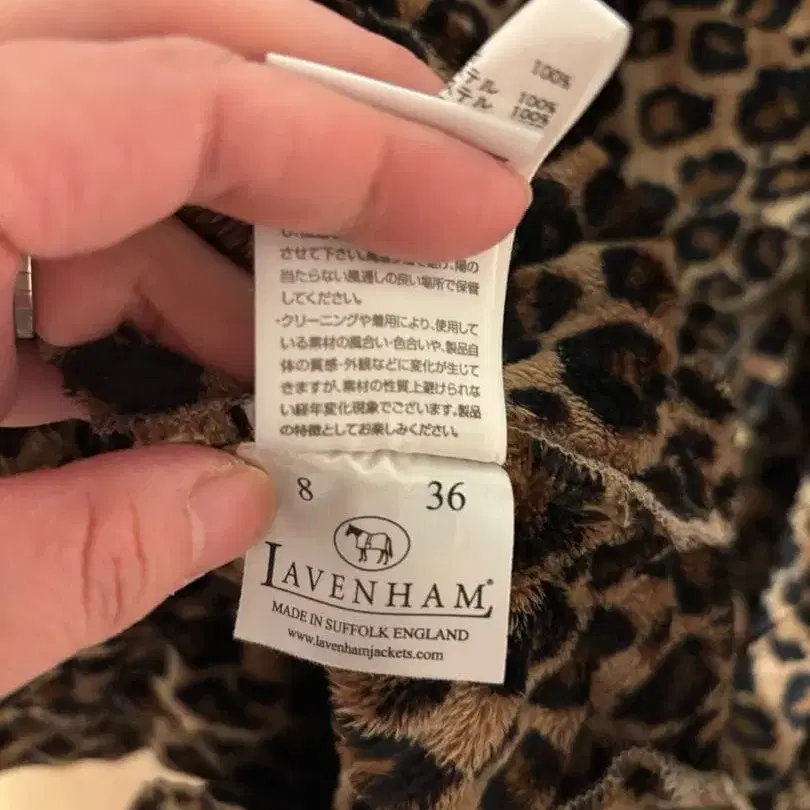 100%
テル
100%
テル 100%
させて下さい。
当たらない風通しの良い場所で保管
してください。
・クリーニングや着用により、使用して
いる素材の風合い・色合いや、製品自
体の質感・外観などに変化が生じて
きますが、素材の性質上避けられな
い経年変化現象でございます。製品
の特徴としてお楽しみください。
8 36
LAVENHAM®
MADE IN SUFFOLK ENGLAND
www.lavenhamjackets.com